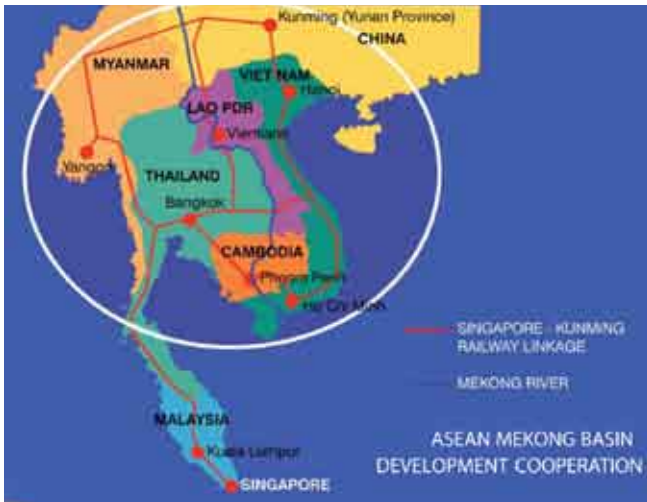 Kunming (Yunan Province)
CHINA
MYANMAR
VIET NAM
Hanoi
LAO PDR
Vientiane
Yangon
THAILAND
Bangkok
CAMBODIA
Phnom Penh
Ho Chi Minh
SINGAPORE - KUNMING
RAILWAY LINKAGE
MEKONG RIVER
MALAYSIA
Kuala Lumpur
SINGAPORE
ASEAN MEKONG BASIN
DEVELOPMENT COOPERATION